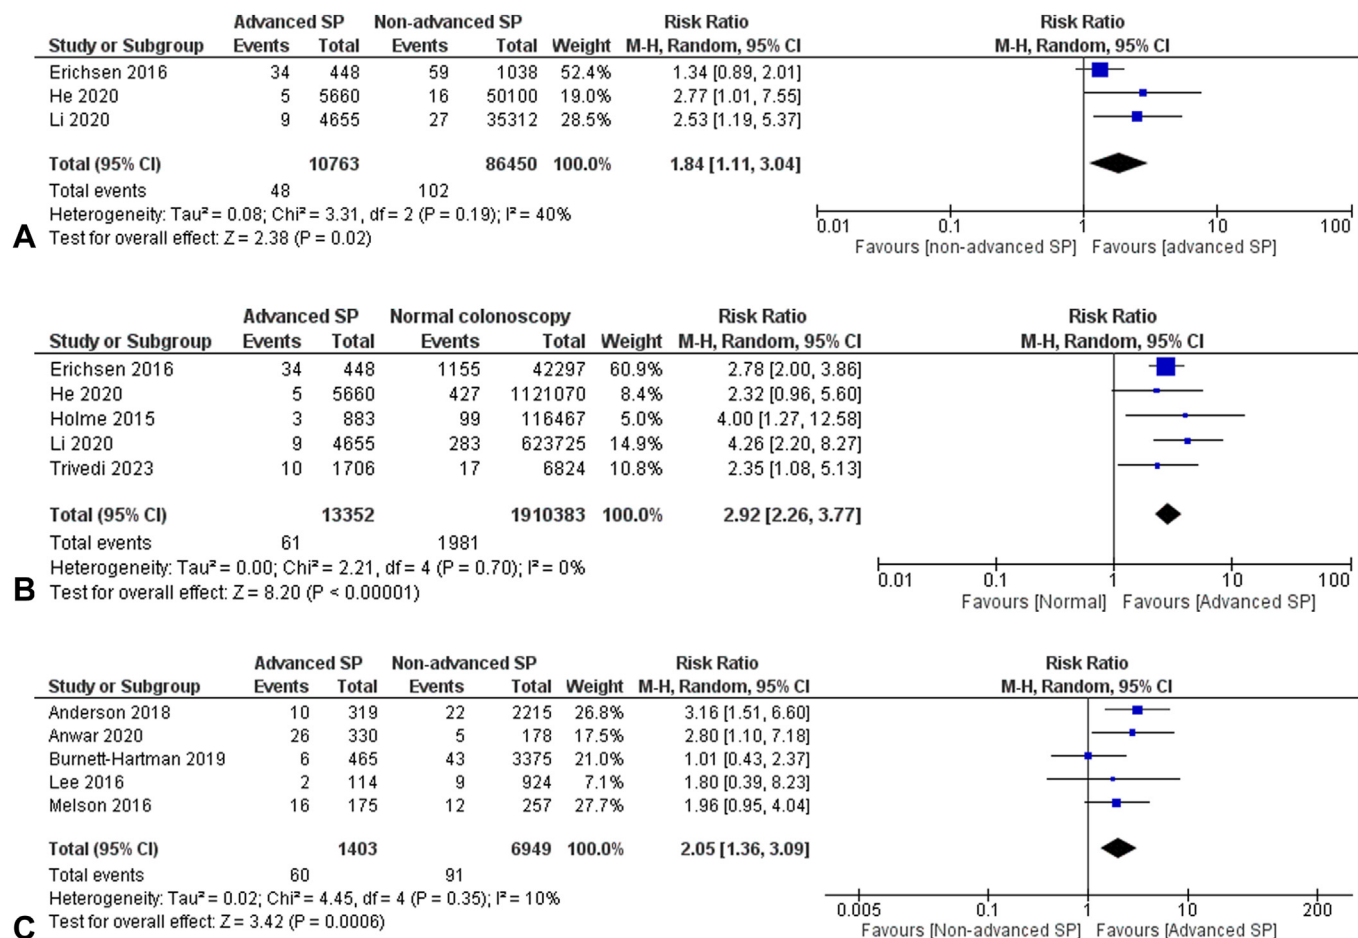 Advanced SP Non-advanced SP Risk Ratio Risk Ratio
Study or Subgroup Events Total Events Total Weight M-H, Random, 95% CI M-H, Random, 95% CI
Erichsen 2016 34 448 59 1038 52.4% 1.34 [0.89, 2.01]
He 2020 5 5660 16 50100 19.0% 2.77 [1.01, 7.55]
Li 2020 9 4655 27 35312 28.5% 2.53 [1.19, 5.37]
Total (95% CI) 10763 86450 100.0% 1.84 [1.11, 3.04]
Total events 48 102
Heterogeneity: Tau² = 0.08; Chi² = 3.31, df = 2 (P = 0.19); I² = 40%
0.01 0.1 1 10 100
A Test for overall effect: Z = 2.38 (P = 0.02)
Favours [non-advanced SP] Favours [advanced SP]
Advanced SP Normal colonoscopy Risk Ratio Risk Ratio
Study or Subgroup Events Total Events Total Weight M-H, Random, 95% CI M-H, Random, 95% CI
Erichsen 2016 34 448 1155 42297 60.9% 2.78 [2.00, 3.86]
He 2020 5 5660 427 1121070 8.4% 2.32 [0.96, 5.60]
Holme 2015 3 883 99 116467 5.0% 4.00 [1.27, 12.58]
Li 2020 9 4655 283 623725 14.9% 4.26 [2.20, 8.27]
Trivedi 2023 10 1706 17 6824 10.8% 2.35 [1.08, 5.13]
Total (95% CI) 13352 1910383 100.0% 2.92 [2.26, 3.77]
Total events 61 1981
Heterogeneity: Tau² = 0.00; Chi² = 2.21, df = 4 (P = 0.70); I² = 0%
0.01 0.1 1 10 100
B Test for overall effect: Z = 8.20 (P < 0.00001)
Favours [Normal] Favours [Advanced SP]
Advanced SP Non-advanced SP Risk Ratio Risk Ratio
Study or Subgroup Events Total Events Total Weight M-H, Random, 95% CI M-H, Random, 95% CI
Anderson 2018 10 319 22 2215 26.8% 3.16 [1.51, 6.60]
Anwar 2020 26 330 5 178 17.5% 2.80 [1.10, 7.18]
Burnett-Hartman 2019 6 465 43 3375 21.0% 1.01 [0.43, 2.37]
Lee 2016 2 114 9 924 7.1% 1.80 [0.39, 8.23]
Melson 2016 16 175 12 257 27.7% 1.96 [0.95, 4.04]
Total (95% CI) 1403 6949 100.0% 2.05 [1.36, 3.09]
Total events 60 91
Heterogeneity: Tau² = 0.02; Chi² = 4.45, df = 4 (P = 0.35); I² = 10%
0.005 0.1 1 10 200
C Test for overall effect: Z = 3.42 (P = 0.0006)
Favours [Non-advanced SP] Favours [Advanced SP]